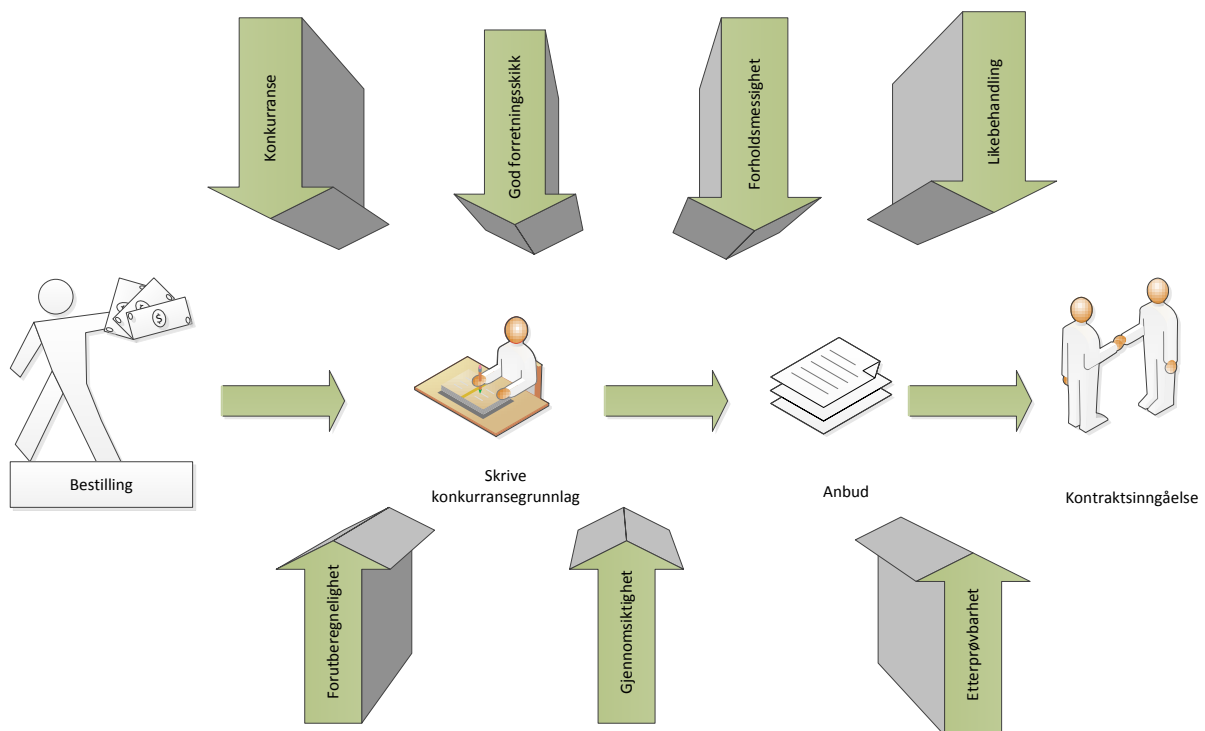 Konkurranse
God forretningsskikk
Forholdsmessighet
Likebehandling
Bestilling
Skrive
konkurransegrunnlag
Anbud
Kontraktsinngåelse
Forutberegnelighet
Gjennomsiktighet
Etterprøvbarhet